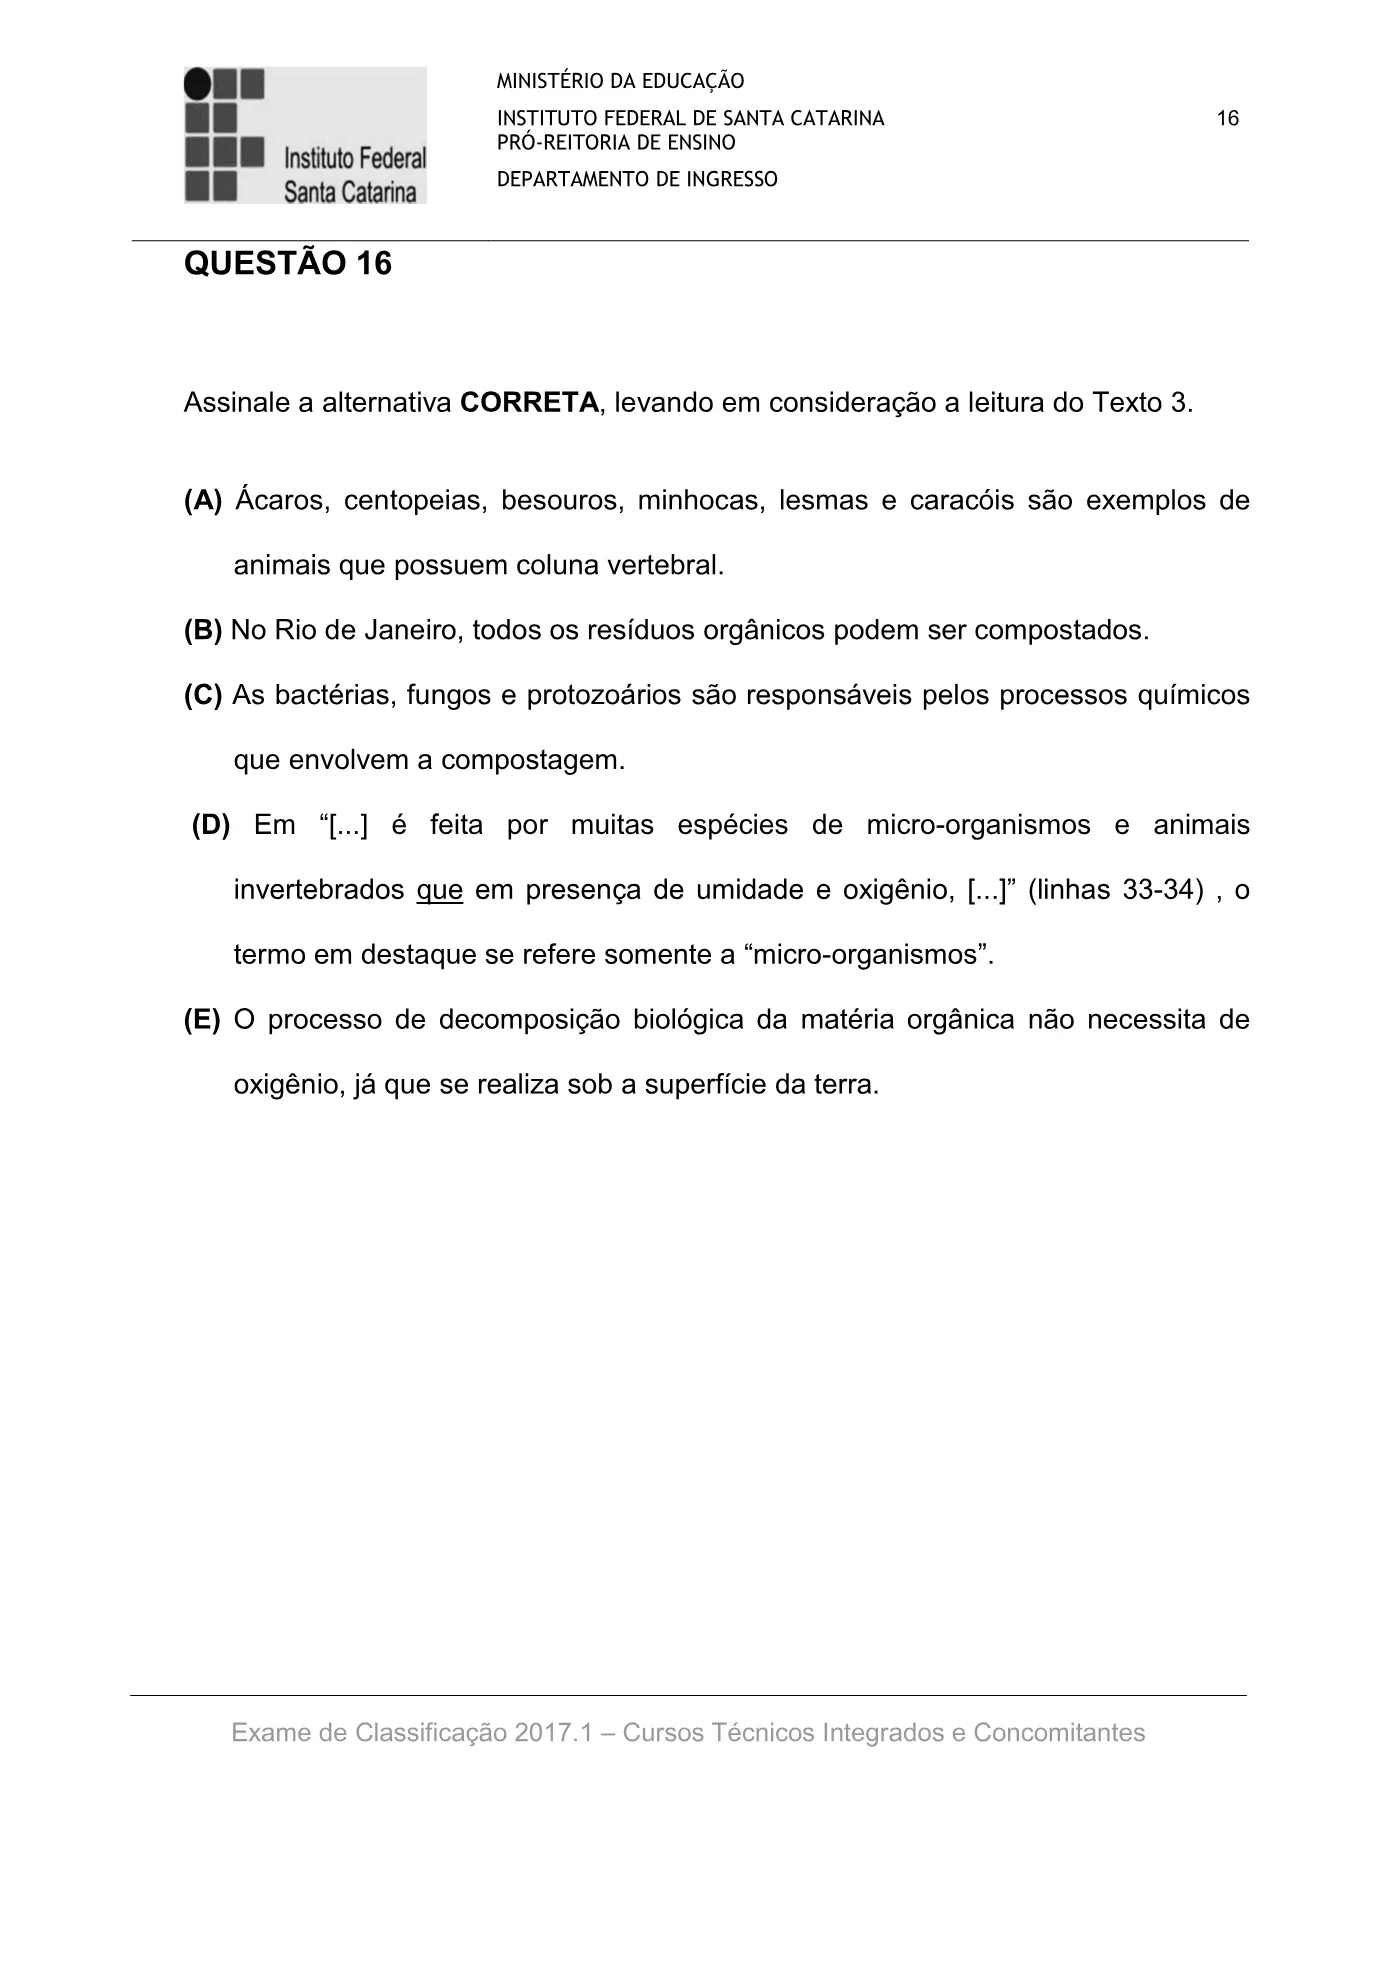 Instituto Federal
Santa Catarina
MINISTÉRIO DA EDUCAÇÃO
INSTITUTO FEDERAL DE SANTA CATARINA
PRÓ-REITORIA DE ENSINO
DEPARTAMENTO DE INGRESSO
16
QUESTÃO 16
Assinale a alternativa CORRETA, levando em consideração a leitura do Texto 3.
(A) Ácaros, centopeias, besouros, minhocas, lesmas e caracóis são exemplos de
animais que possuem coluna vertebral.
(B) No Rio de Janeiro, todos os resíduos orgânicos podem ser compostados.
(C) As bactérias, fungos e protozoários são responsáveis pelos processos químicos
que envolvem a compostagem.
(D) Em “[...] é feita por muitas espécies de micro-organismos e animais
invertebrados que em presença de umidade e oxigênio, [...]” (linhas 33-34) , o
termo em destaque se refere somente a “micro-organismos”.
(E) O processo de decomposição biológica da matéria orgânica não necessita de
oxigênio, já que se realiza sob a superfície da terra.
Exame de Classificação 2017.1 – Cursos Técnicos Integrados e Concomitantes